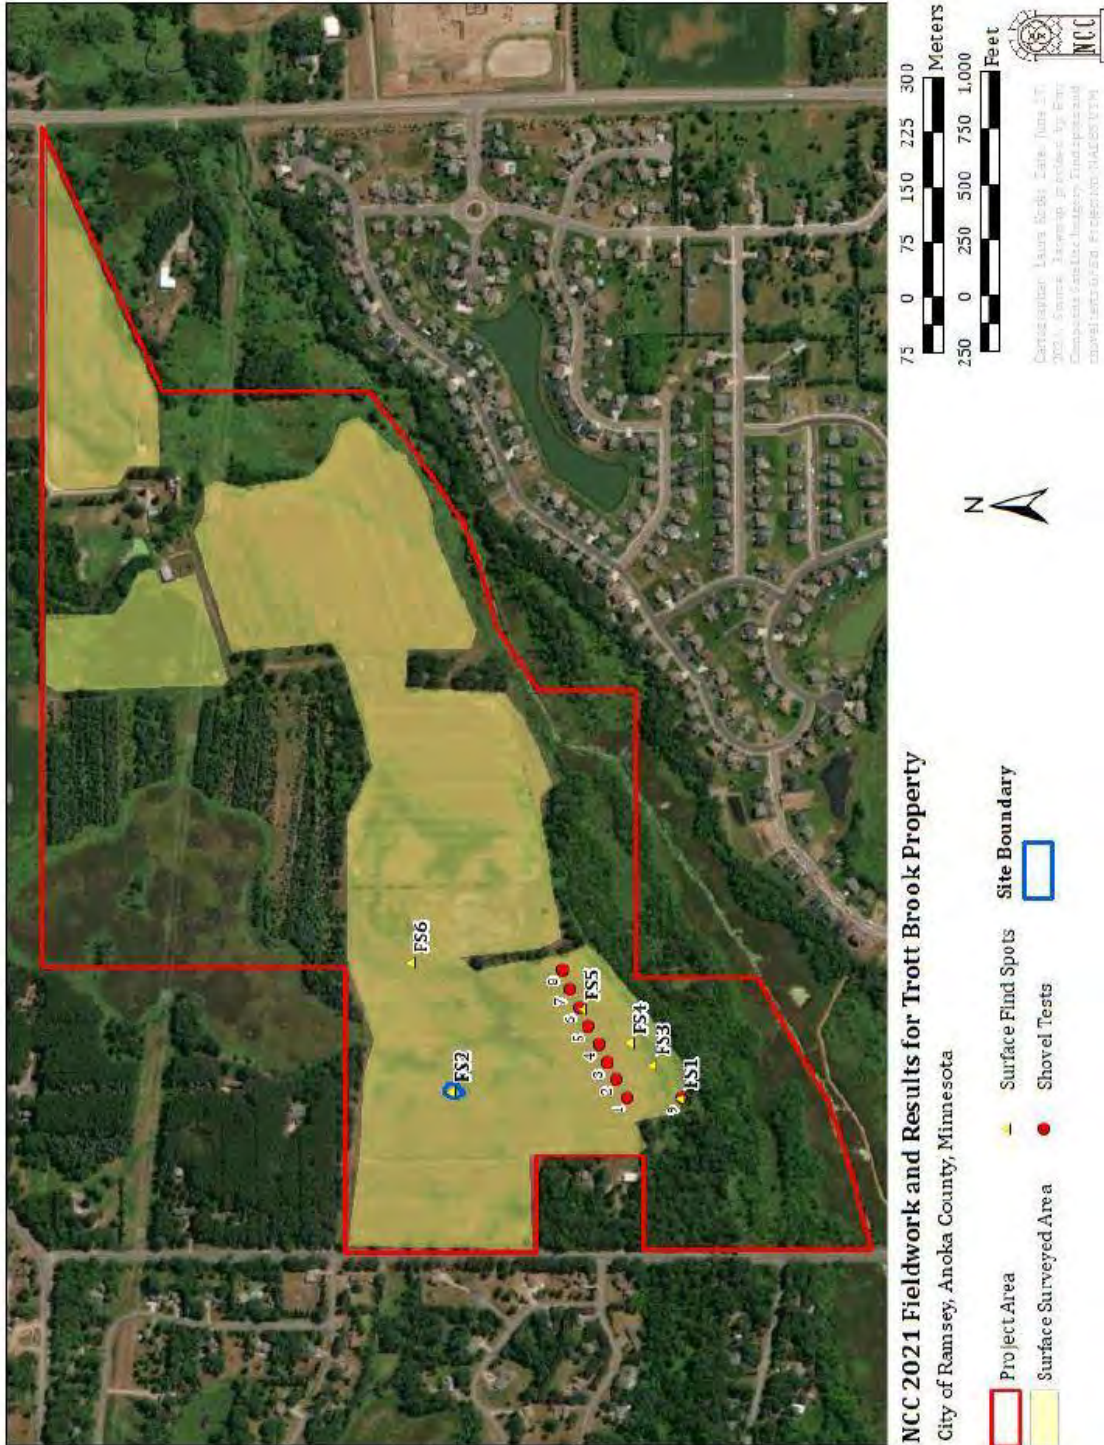 FS6
FS2
8
7
6
FS5
5
4
3
2
1
FS4
FS3
9
FS1
NCC 2021 Fieldwork and Results for Trott Brook Property
City of Ramsey, Anoka County, Minnesota
Project Area
Surface Surveyed Area
Surface Find Spots
Shovel Tests
Site Boundary
N
75 0 75 150 225 300
Meters
250 0 250 500 750 1,000
Feet
NCC